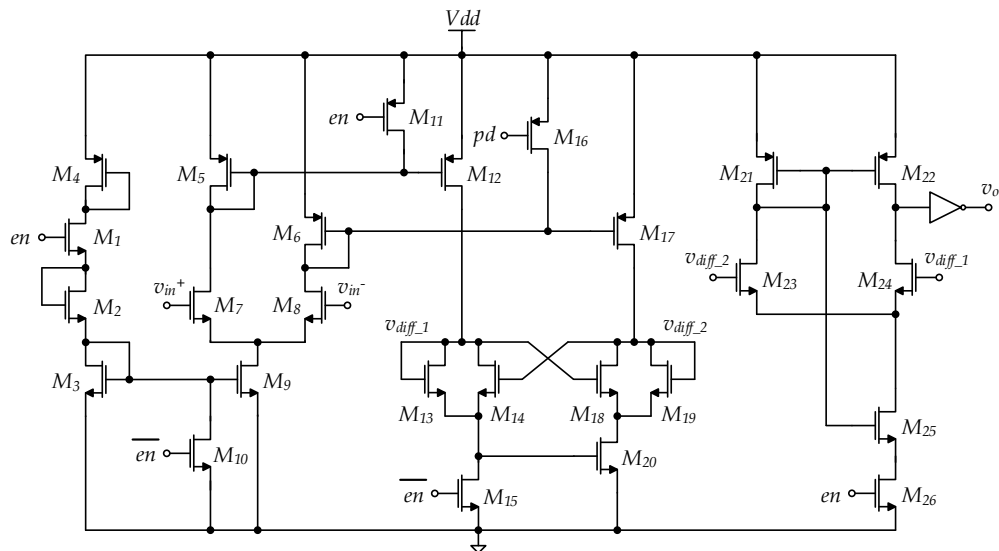 Vdd
en
M11
pd
M16
M4
M5
M12
M21
M22
vo
en
M1
M6
M17
vdiff_2
M23
vdiff_1
M24
M2
vin+
M7
M8
vin-
vdiff_1
vdiff_2
M3
M9
M13
M14
M18
M19
M25
en
M10
M20
en
M15
en
M26